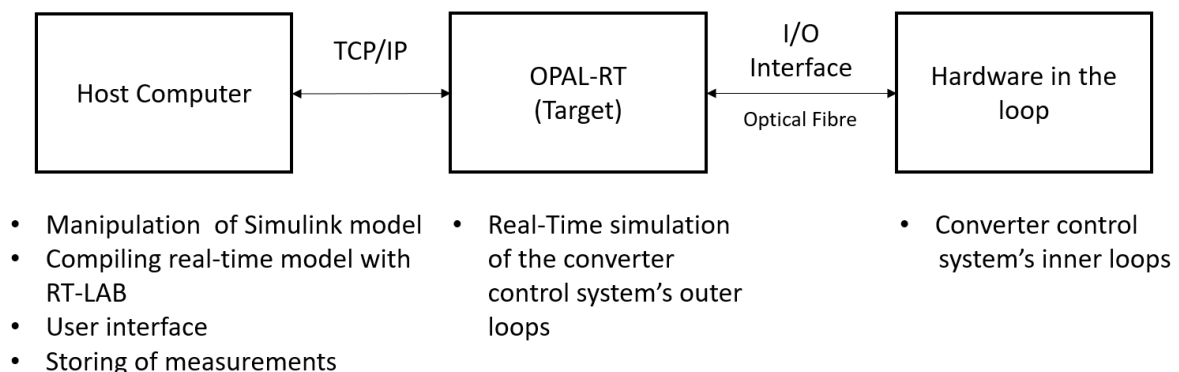 Host Computer
TCP/IP
OPAL-RT
(Target)
I/O
Interface
Optical Fibre
Hardware in the
loop
• Manipulation of Simulink model
• Compiling real-time model with
RT-LAB
• User interface
• Storing of measurements
• Real-Time simulation
of the converter
control system's outer
loops
• Converter control
system's inner loops